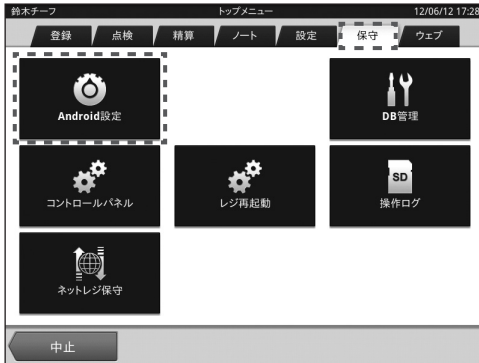 鈴木チーフ トップメニュー 12/06/12 17:28
登録 点検 精算 ノート 設定 保守 ウェブ
Android設定 DB管理
SD
コントロールパネル レジ再起動 操作ログ
ネットレジ保守
中止